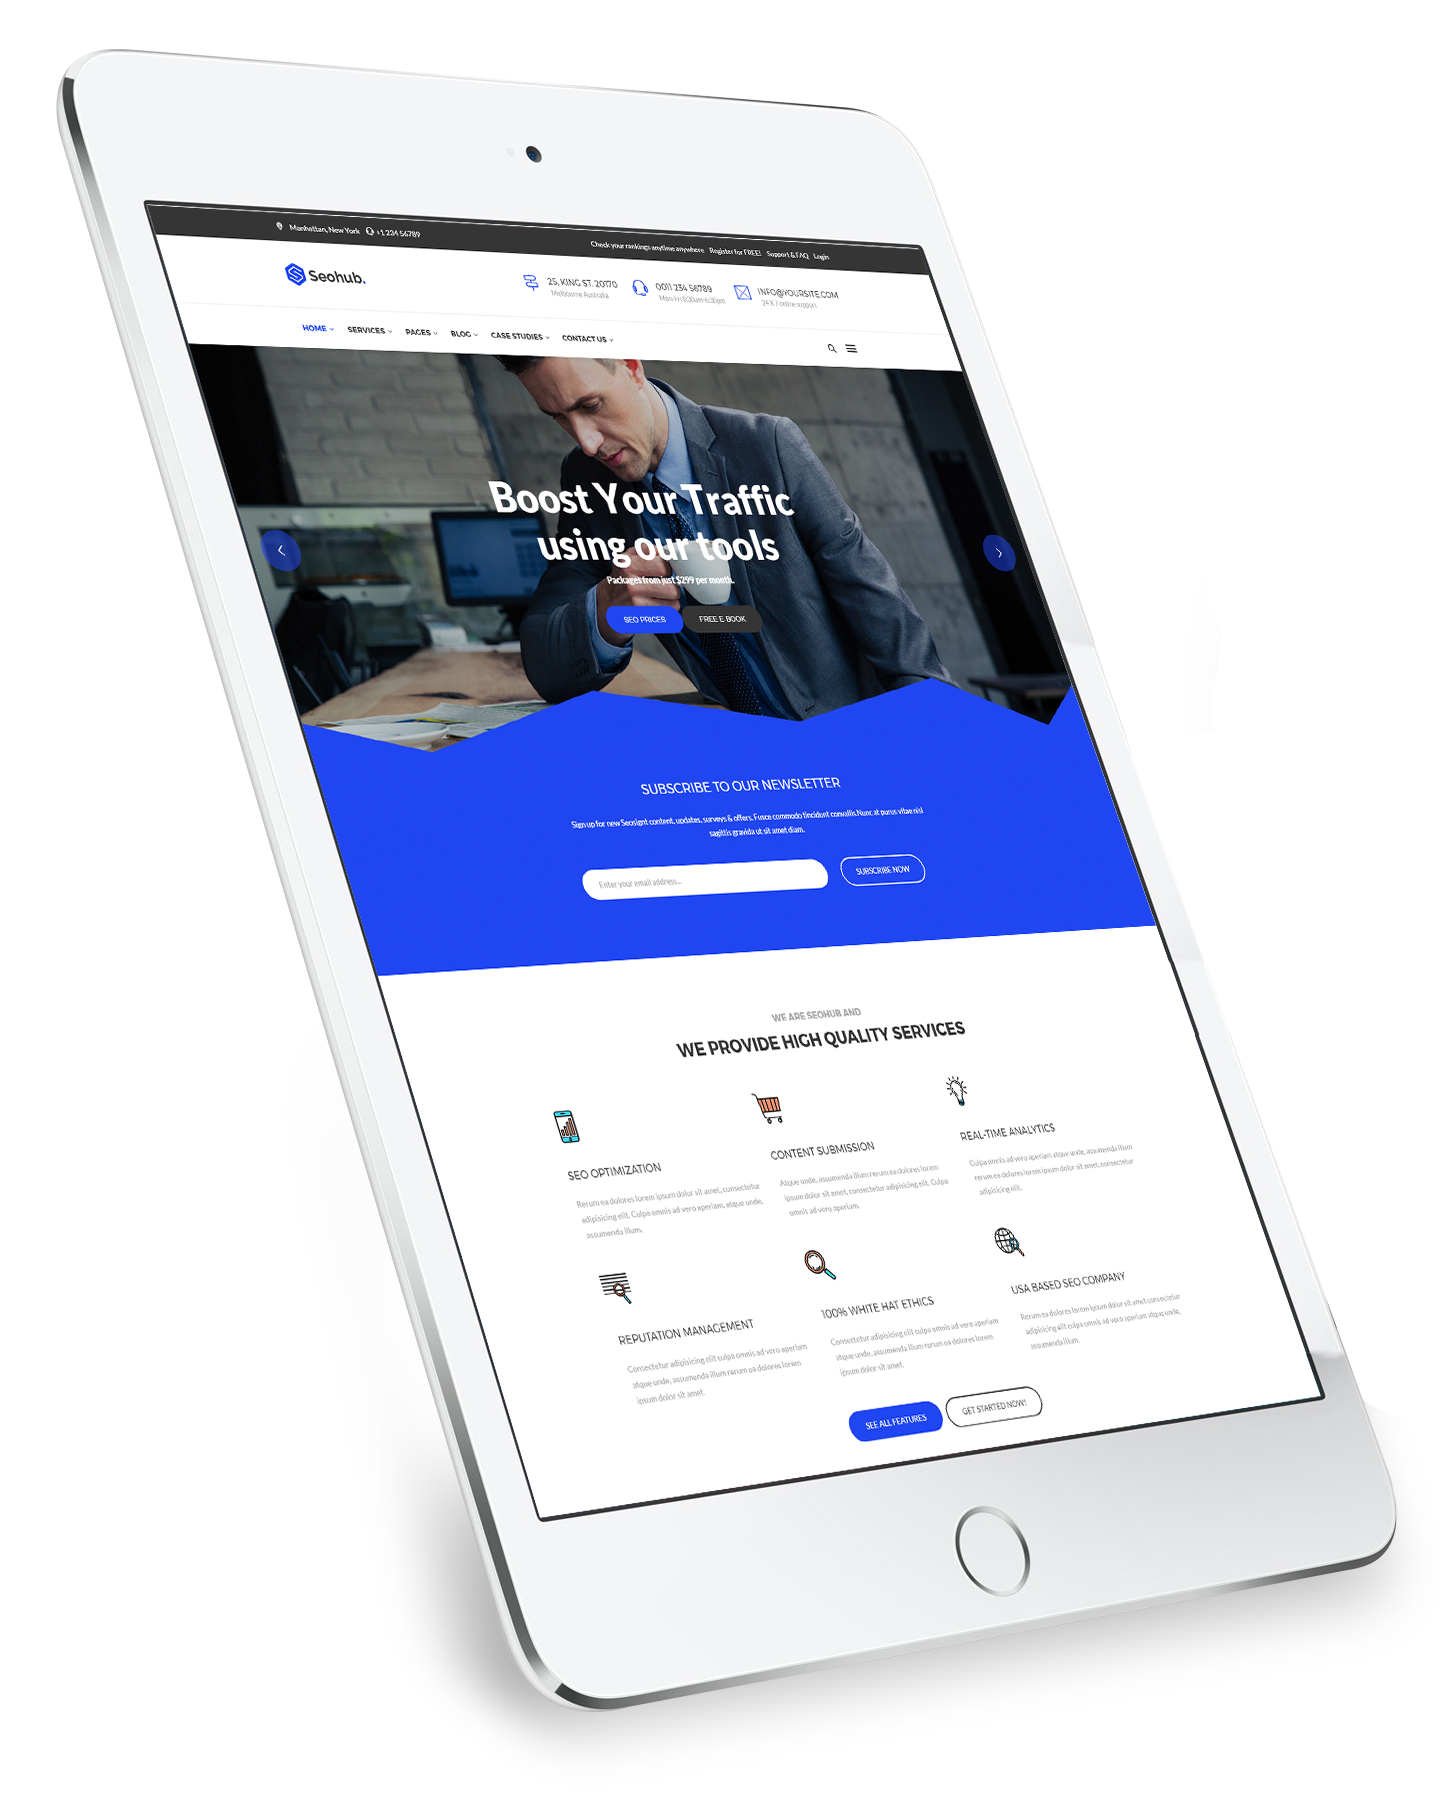 Manhattan, New York +1 234 56789
Check your rankings anytime anywhere Register for FREE! Support & FAQ Login
Seohub.
25, KING ST. 20170
Melbourne Australia
0011 234 56789
Mon-Fri 8:30am-6:30pm
INFO@YOURSITE.COM
24 X 7 online support
HOME SERVICES PAGES BLOG CASE STUDIES CONTACT US
Boost Your Traffic
using our tools
Packages from just $299 per month.
SEO PRICES FREE E BOOK
SUBSCRIBE TO OUR NEWSLETTER
Sign up for new Seosignt content, updates, surveys & offers. Fusce commodo tincidunt convallis Nunc at purus vitae nisl
sagittis gravida ut sit amet diam.
Enter your email address...
SUBSCRIBE NOW
WE ARE SEOHUB AND
WE PROVIDE HIGH QUALITY SERVICES
SEO OPTIMIZATION
Rerum ea dolores lorem ipsum dolor sit amet, consectetur
adipisicing elit. Culpa omnis ad vero aperiam, atque unde,
assumenda illum.
CONTENT SUBMISSION
Atque unde, assumenda illum rerum ea dolores lorem
ipsum dolor sit amet, consectetur adipisicing elit. Culpa
omnis ad vero aperiam.
REAL-TIME ANALYTICS
Culpa omnis ad vero aperiam atque unde, assumenda illum
rerum ea dolores lorem ipsum dolor sit amet, consectetur
adipisicing elit.
REPUTATION MANAGEMENT
Consectetur adipisicing elit culpa omnis ad vero aperiam
atque unde, assumenda illum rerum ea dolores lorem
ipsum dolor sit amet.
100% WHITE HAT ETHICS
Consectetur adipisicing elit culpa omnis ad vero aperiam
atque unde, assumenda illum rerum ea dolores lorem
ipsum dolor sit amet.
USA BASED SEO COMPANY
Rerum ea dolores lorem ipsum dolor sit amet consectetur
adipisicing elit culpa omnis ad vero aperiam atque unde,
assumenda illum.
SEE ALL FEATURES GET STARTED NOW!